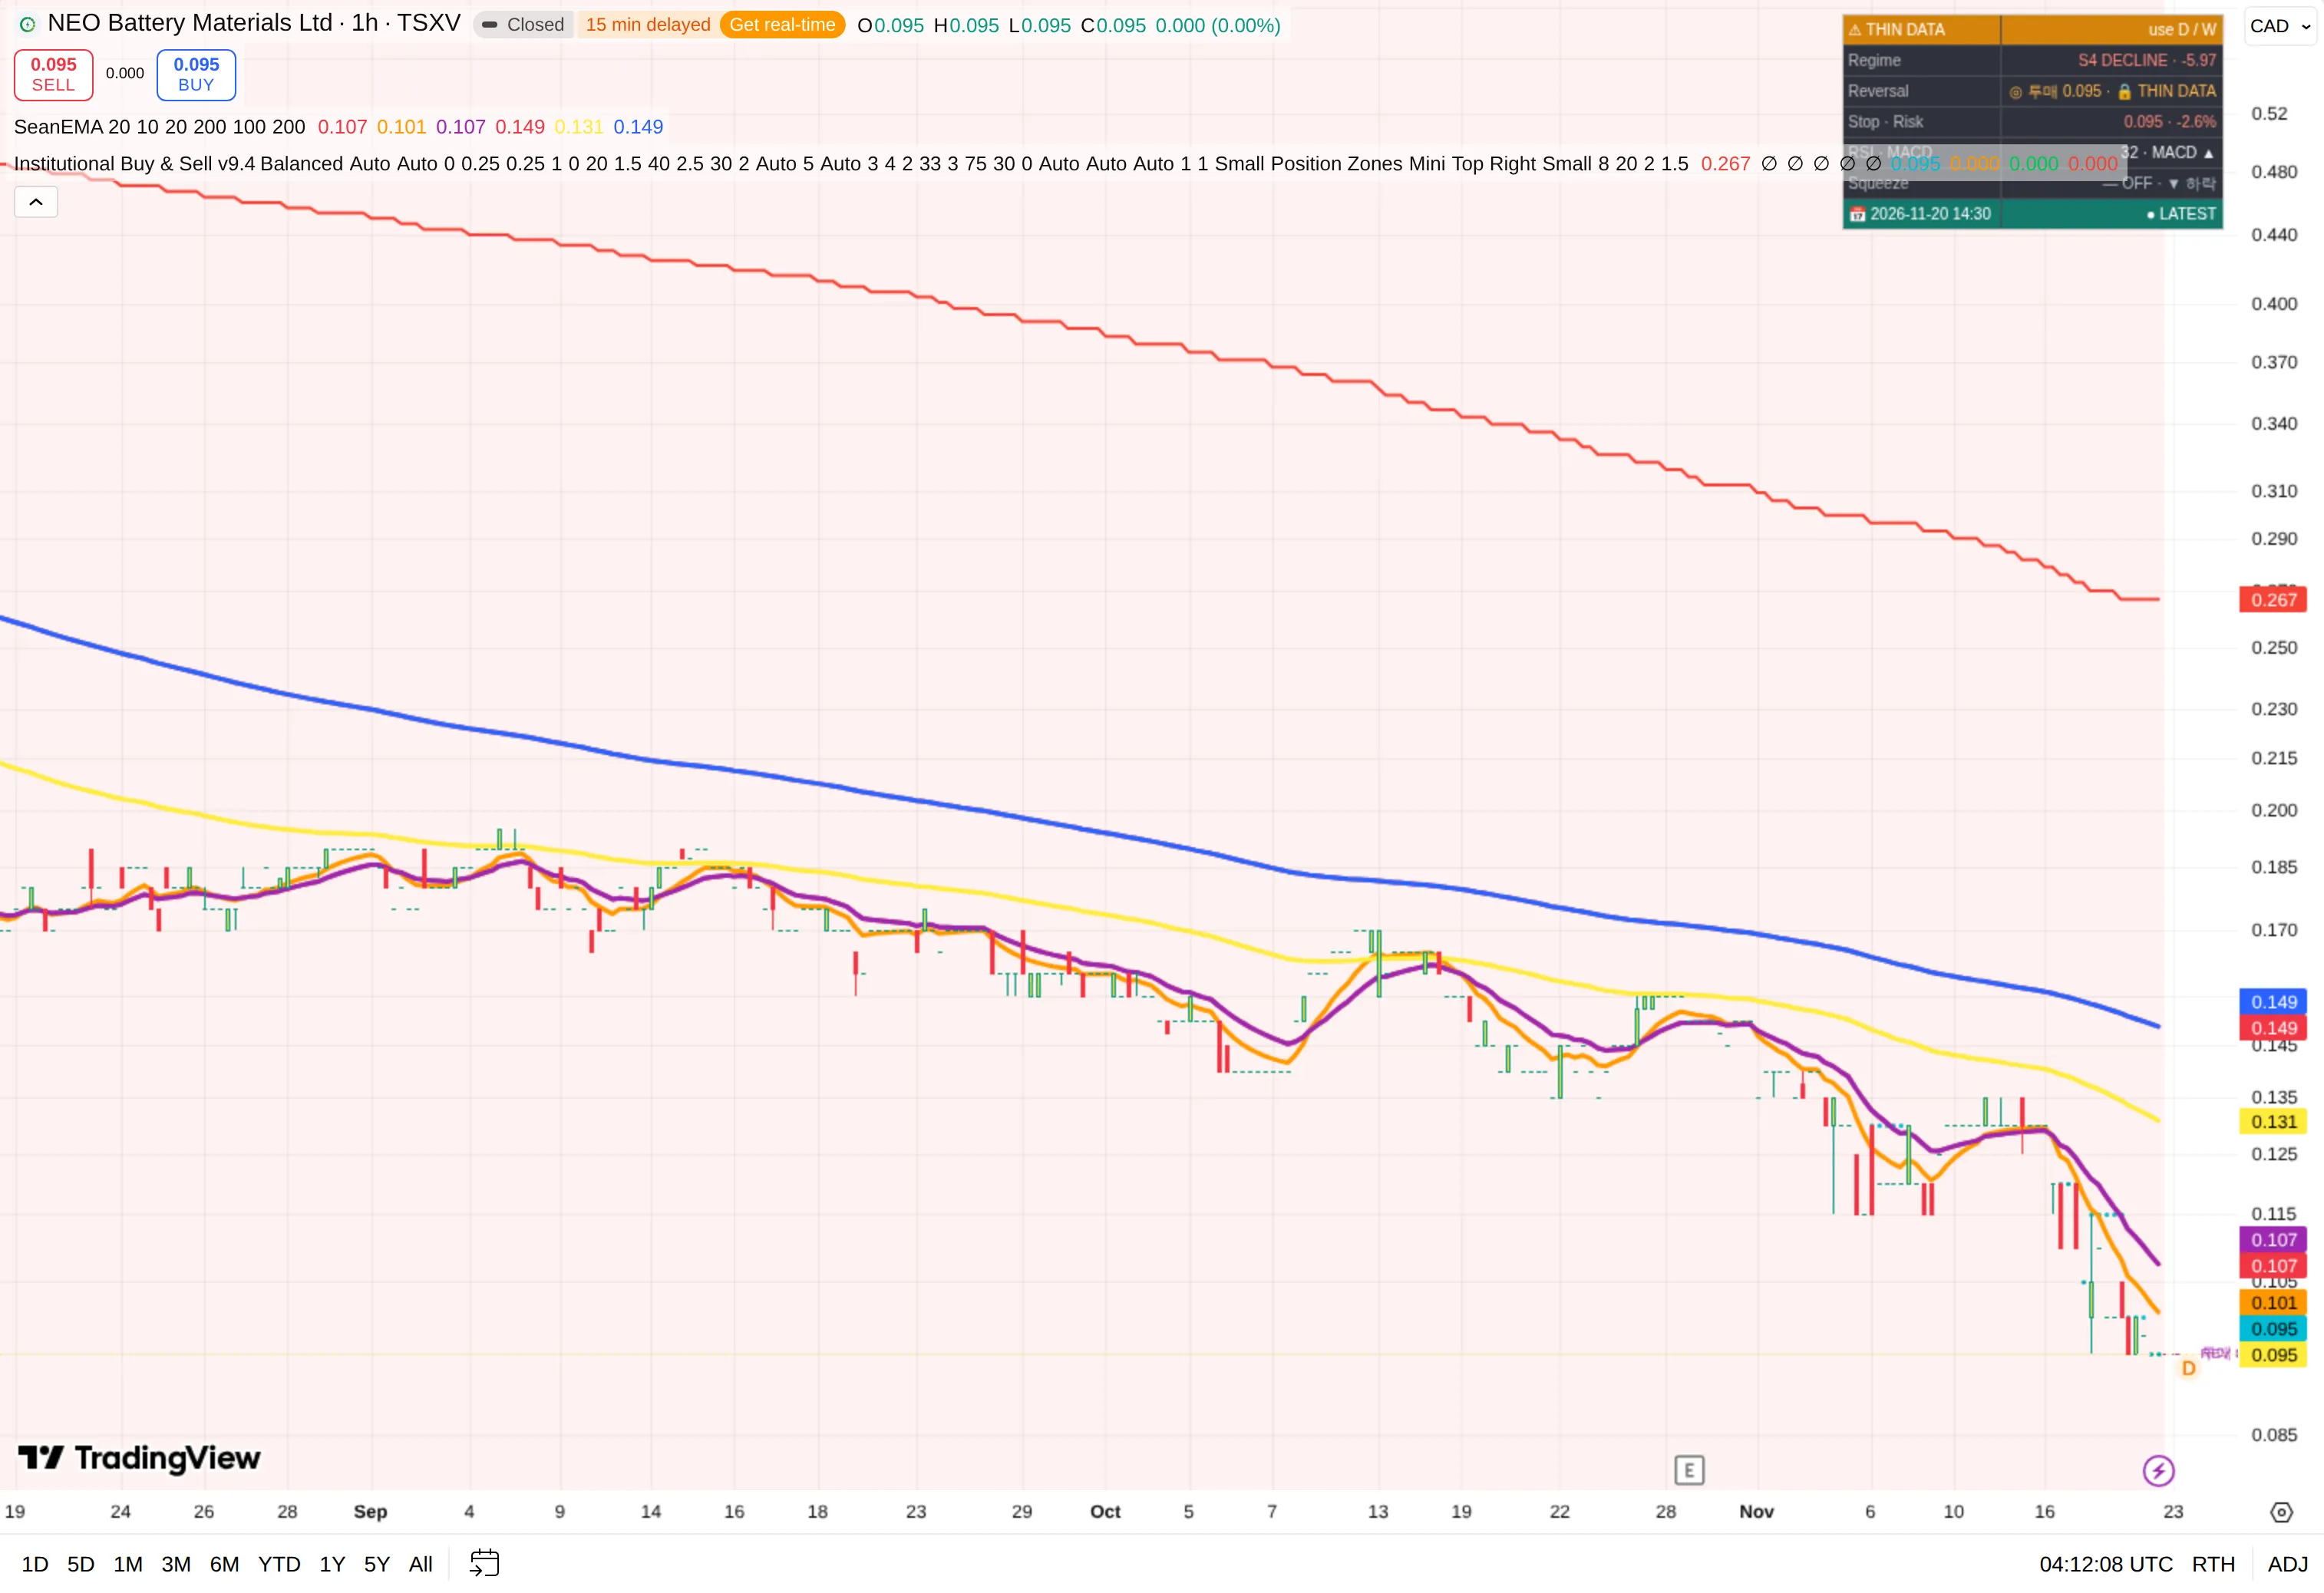 NEO Battery Materials Ltd · 1h · TSXV Closed 15 min delayed Get real-time O0.095 H0.095 L0.095 C0.095 0.000 (0.00%)
0.095 SELL 0.000 0.095 BUY
SeanEMA 20 10 20 200 100 200 0.107 0.101 0.107 0.149 0.131 0.149
Institutional Buy & Sell v9.4 Balanced Auto Auto 0 0.25 0.25 1 0 20 1.5 40 2.5 30 2 Auto 5 Auto 3 4 2 33 3 75 30 0 Auto Auto Auto 1 1 Small Position Zones Mini Top Right Small 8 20 2 1.5 0.267 ∅ ∅ ∅ ∅ ∅ 0.095 0.000 0.000 0.000
⚠ THIN DATA use D / W
Regime S4 DECLINE · -5.97
Reversal ◎ 투매 0.095 · 🔒 THIN DATA
Stop · Risk 0.095 · -2.6%
RSI · MACD 32 · MACD ▲
Squeeze — OFF · ▼ 하락
📅 2026-11-20 14:30 ● LATEST
CAD
0.52
0.480
0.440
0.400
0.370
0.340
0.310
0.290
0.267
0.250
0.230
0.215
0.200
0.185
0.170
0.149
0.149
0.145
0.135
0.131
0.125
0.115
0.107
0.107
0.105
0.101
0.095
0.095
0.085
D
E
TradingView
19 24 26 28 Sep 4 9 14 16 18 23 29 Oct 5 7 13 19 22 28 Nov 6 10 16 23
1D 5D 1M 3M 6M YTD 1Y 5Y All 04:12:08 UTC RTH ADJ